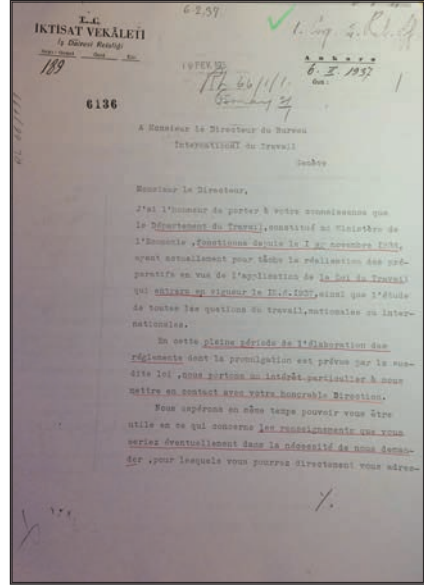 6.2.37.
T.C.
İKTİSAT VEKÂLETİ
İş Dairesi Reisliği
189
Ankara
6. II. 1937
6136
A Monsieur le Directeur du Bureau
International du Travail
Genève
Monsieur le Directeur,
J'ai l'honneur de porter à votre connaissance que
le Département du Travail, constitué au Ministère de
l'Economie, fonctionne depuis le I er novembre
ayant actuellement pour tâche la réalisation des pré-
paratifs en vue de l'application de la Loi du Travail
qui entrera en vigueur le 15.6.1937, ainsi que l'étude
de toutes les questions du travail, nationales ou inter-
nationales.
En cette pleine période de l'élaboration des
réglements dont la promulgation est prévue par la sus-
dite loi ,nous portons un intérêt particulier à nous
mettre en contact avec votre honorable Direction.
Nous espérons en même temps pouvoir vous être
utile en ce qui concerne les renseignements que vous
seriez éventuellement dans la nécessité de nous deman-
der ,pour lesquels vous pourrez directement vous adres-